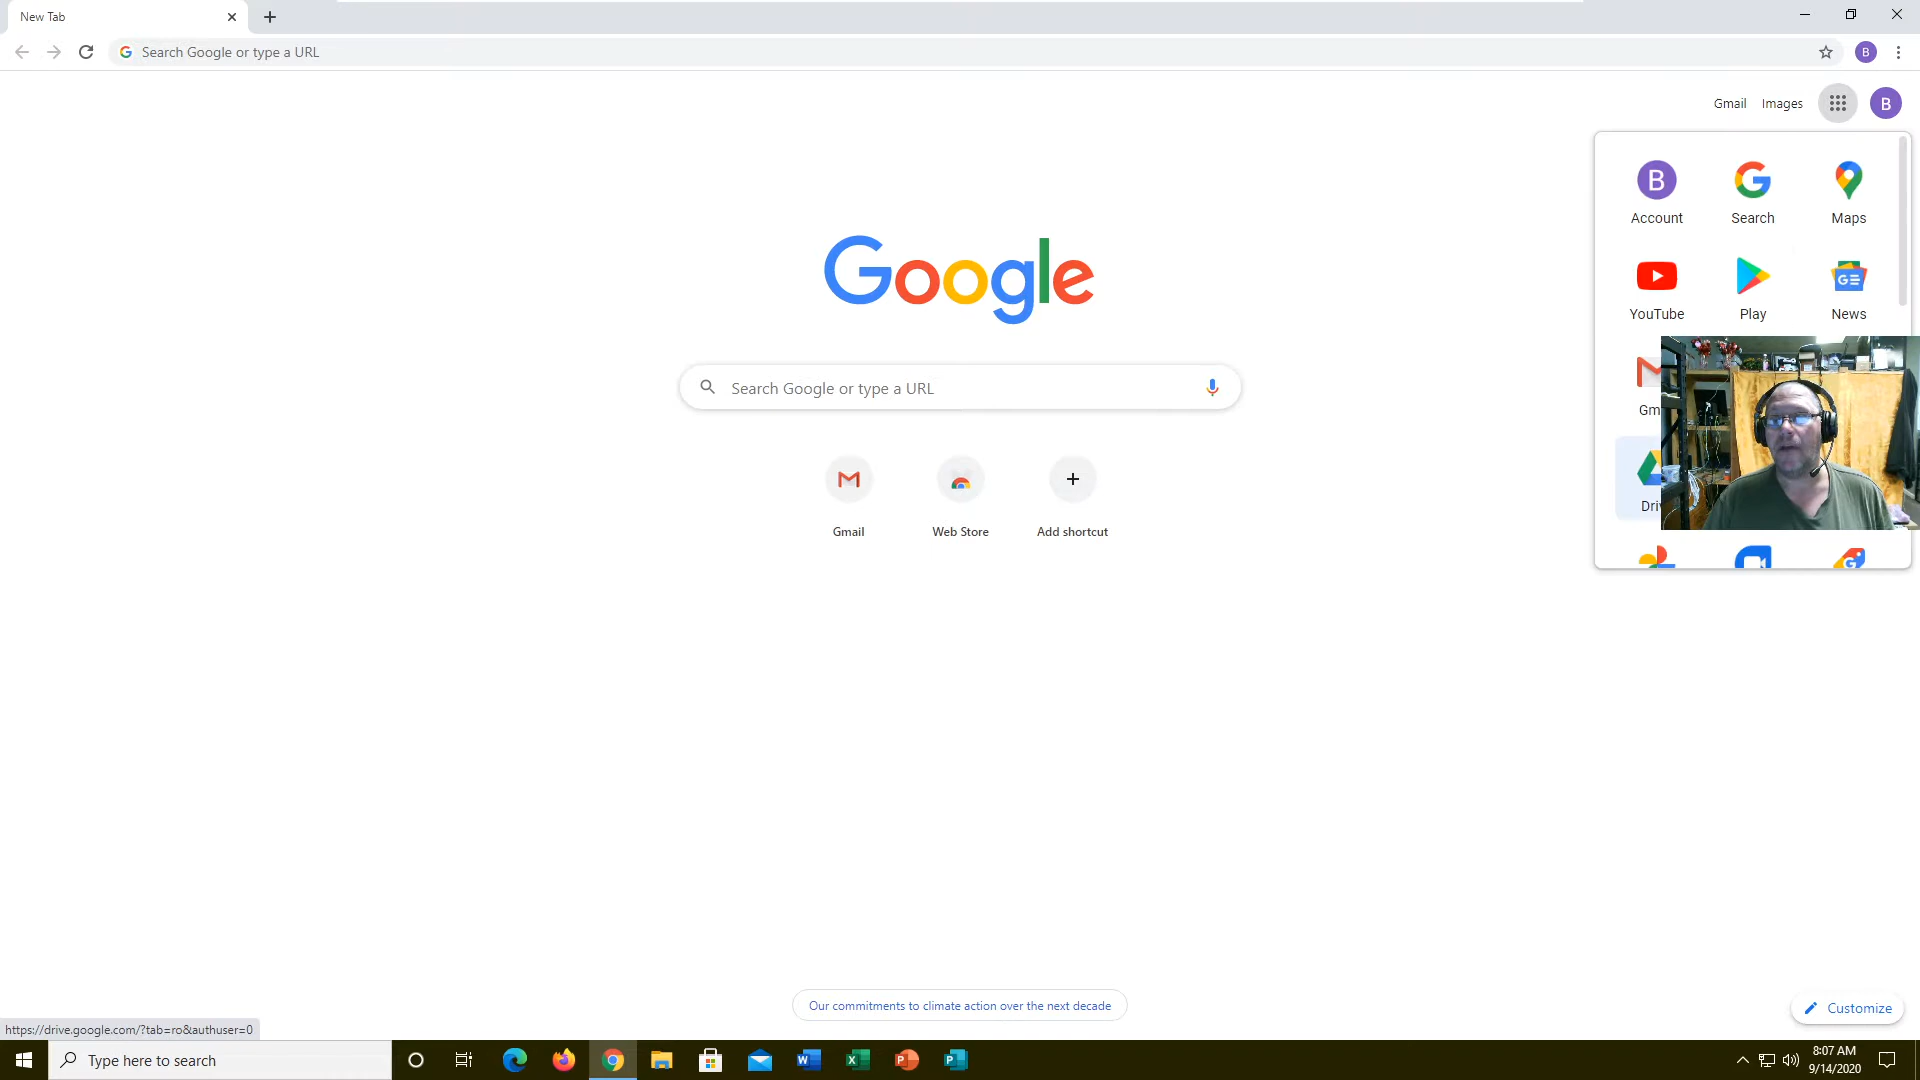 New Tab
Search Google or type a URL
B
Gmail
Images
B
B
Account
Search
Maps
YouTube
Play
GE
News
Google
Search Google or type a URL
Gm
Dri
Gmail
Web Store
Add shortcut
Our commitments to climate action over the next decade
Customize
https://drive.google.com/?tab=ro&authuser=0
Type here to search
8:07 AM
9/14/2020